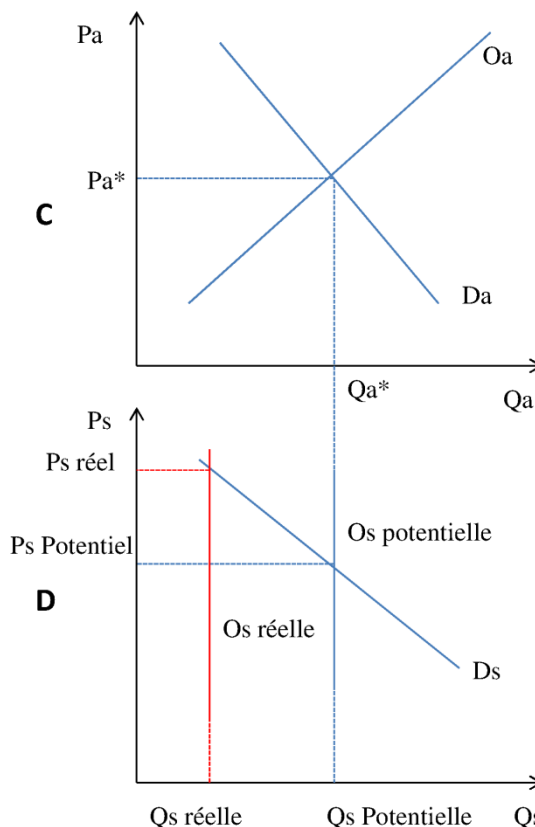 Pa
Oa
Pa*
C
Da
Qa*
Qa
Ps
Ps réel
Os potentielle
Ps Potentiel
D
Os réelle
Ds
Qs réelle
Qs Potentielle
Qs